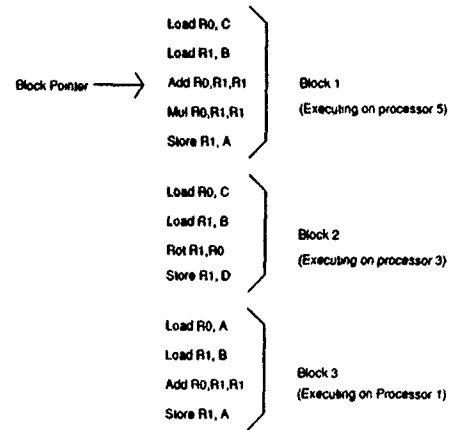 Load R0, C
Load R1, B
Block Pointer
Add R0,R1,R1
Block 1
Mul R0,R1,R1
(Executing on processor 5)
Store R1, A
Load R0, C
Load R1, B
Block 2
Rot R1,R0
(Executing on processor 3)
Store R1, D
Load R0, A
Load R1, B
Block 3
Add R0,R1,R1
(Executing on Processor 1)
Store R1, A